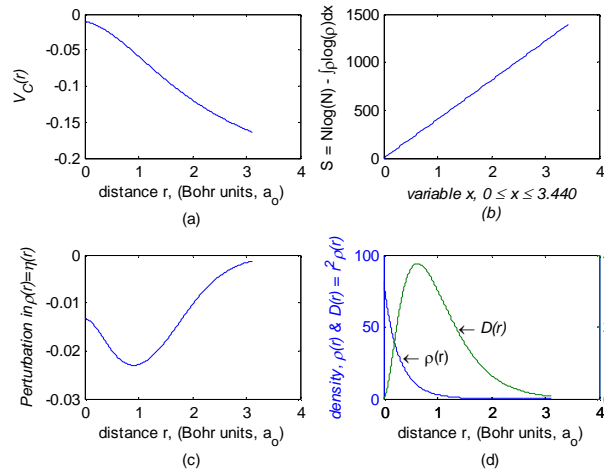 0
-0.05
-0.1
-0.15
-0.2
V_C(r)
0 1 2 3 4
distance r, (Bohr units, a_o)
(a)
1500
1000
500
0
S = Nlog(N) - ∫ρlog(ρ)dx
0 1 2 3 4
variable x, 0 ≤ x ≤ 3.440
(b)
0
-0.01
-0.02
-0.03
Perturbation in ρ(r)=η(r)
0 1 2 3 4
distance r, (Bohr units, a_o)
(c)
100
50
0
density, ρ(r) & D(r) = r² ρ(r)
← D(r)
← ρ(r)
0 1 2 3 4
distance r, (Bohr units, a_o)
(d)